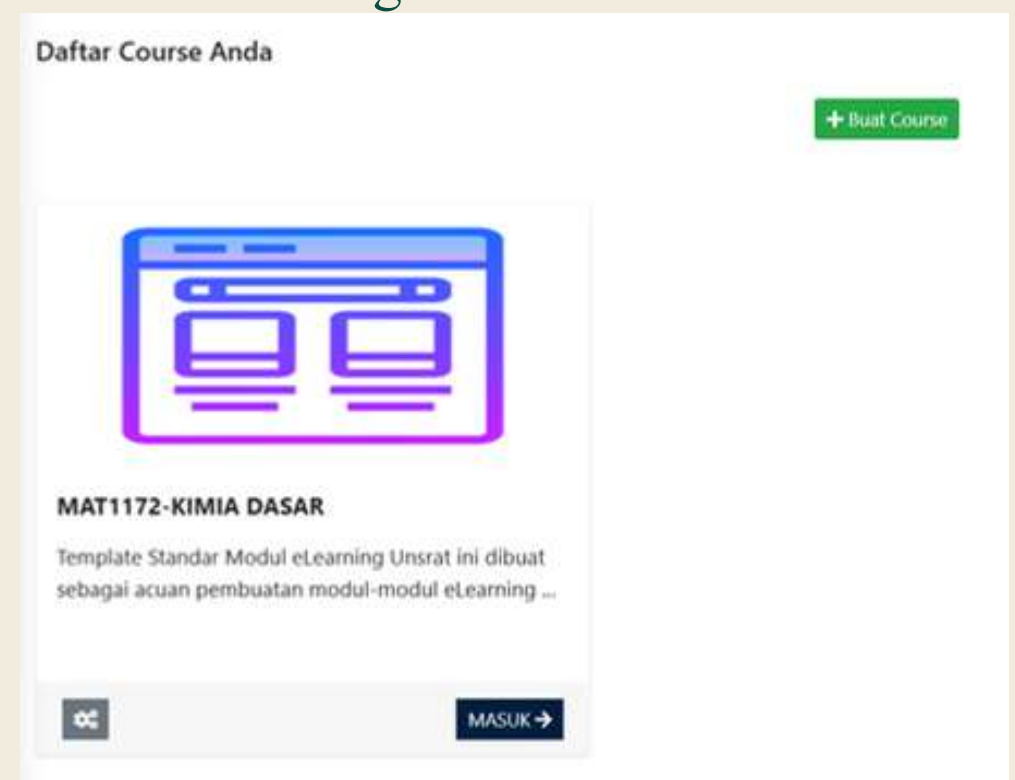 Daftar Course Anda
+ Buat Course
MAT1172-KIMIA DASAR
Template Standar Modul eLearning Unsrat ini dibuat
sebagai acuan pembuatan modul-modul eLearning ...
MASUK →